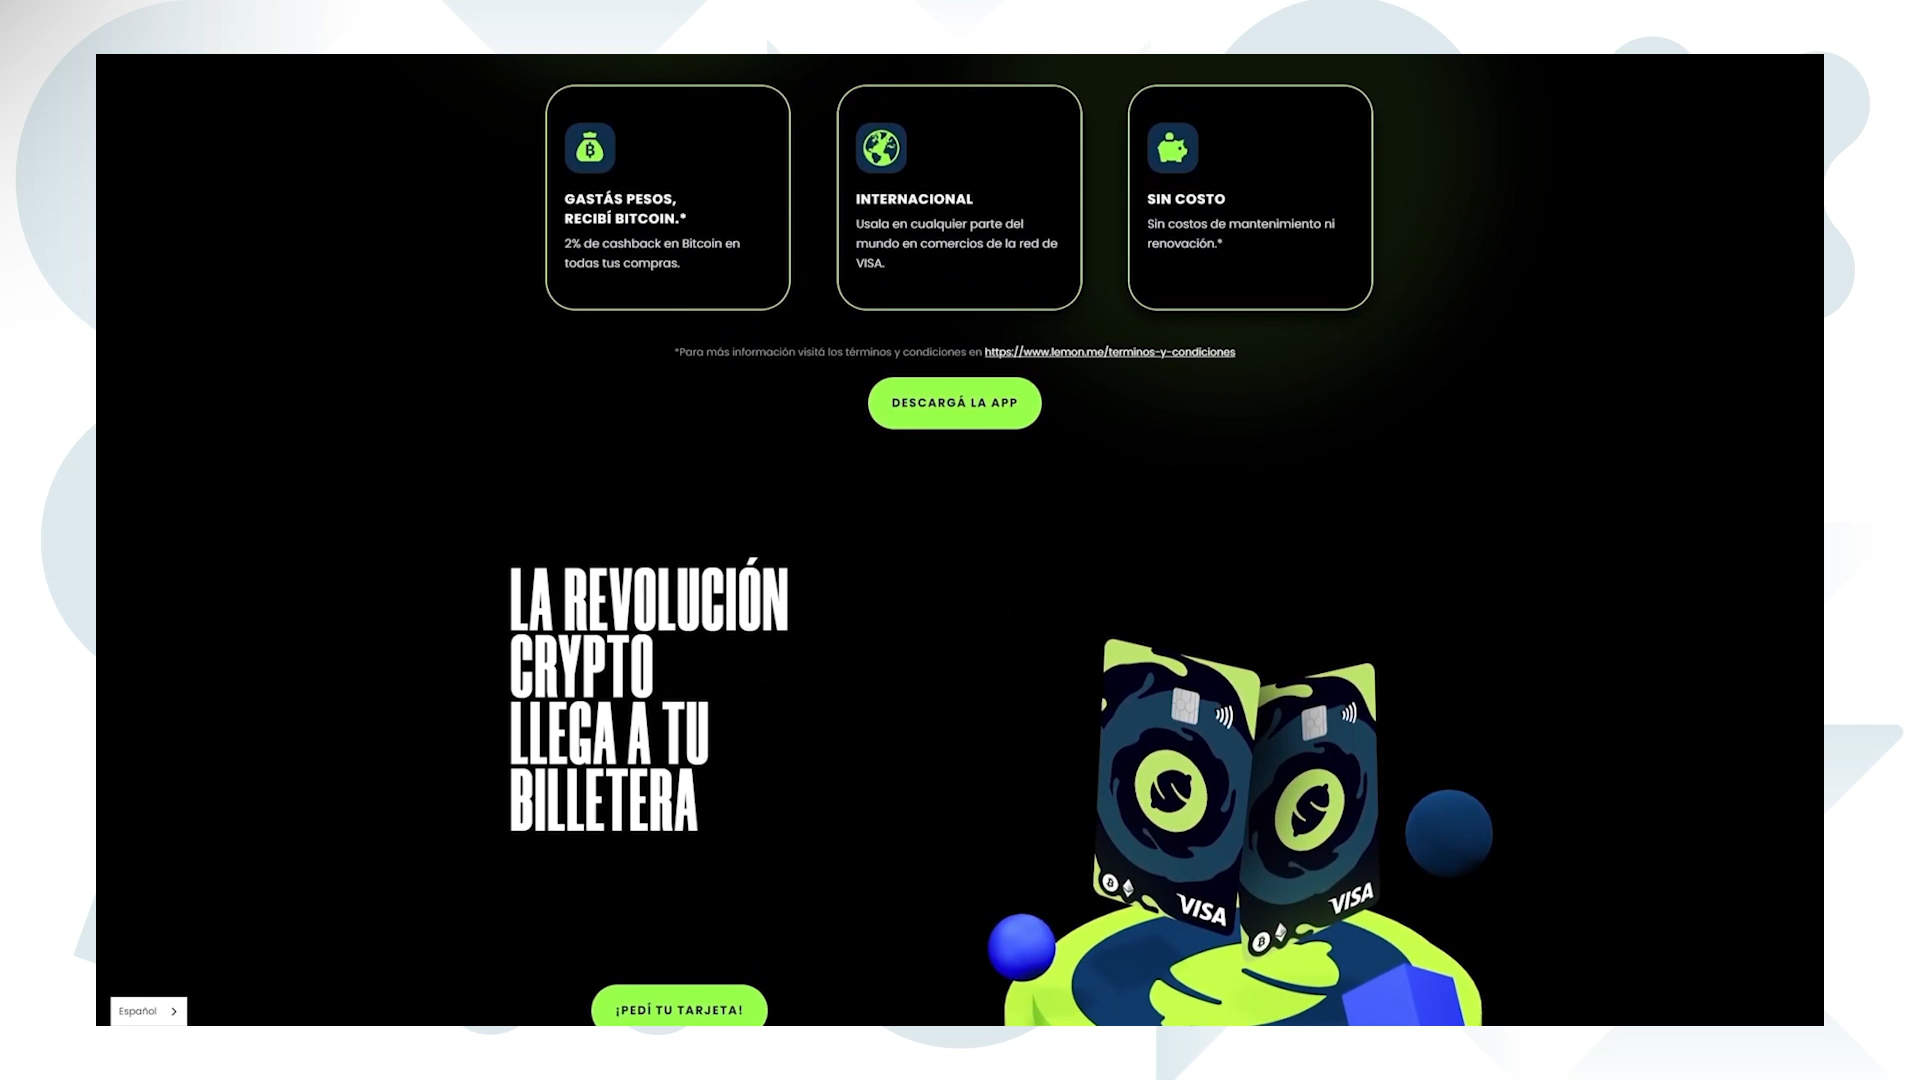 GASTÁS PESOS,
RECIBÍ BITCOIN.*
2% de cashback en Bitcoin en
todas tus compras.
INTERNACIONAL
Usala en cualquier parte del
mundo en comercios de la red de
VISA.
SIN COSTO
Sin costos de mantenimiento ni
renovación.*
*Para más información visitá los términos y condiciones en https://www.lemon.me/terminos-y-condiciones
DESCARGÁ LA APP
LA REVOLUCIÓN
CRYPTO
LLEGA A TU
BILLETERA
VISA
VISA
¡PEDÍ TU TARJETA!
Español